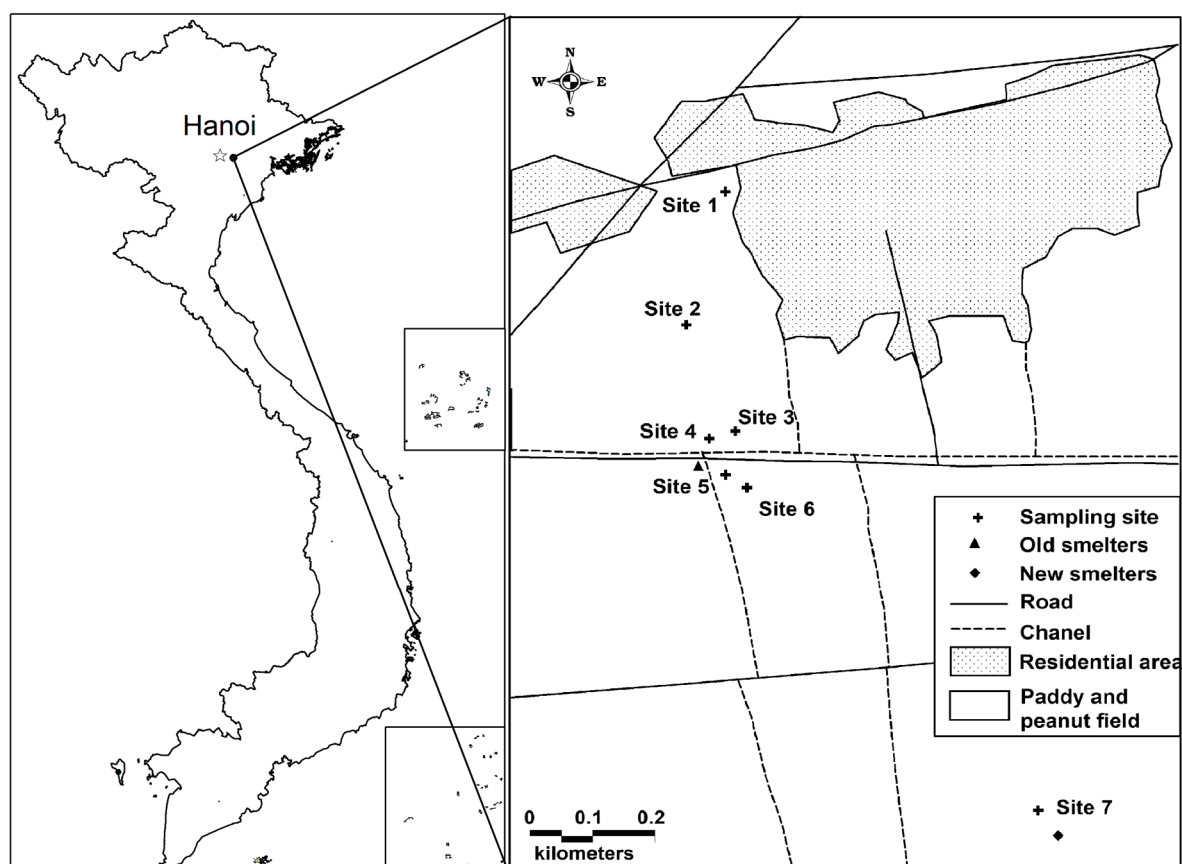 Hanoi
N
W E
S
Site 1
Site 2
Site 3
Site 4
Site 5
Site 6
Sampling site
Old smelters
New smelters
Road
Chanel
Residential area
Paddy and
peanut field
Site 7
0 0.1 0.2
kilometers